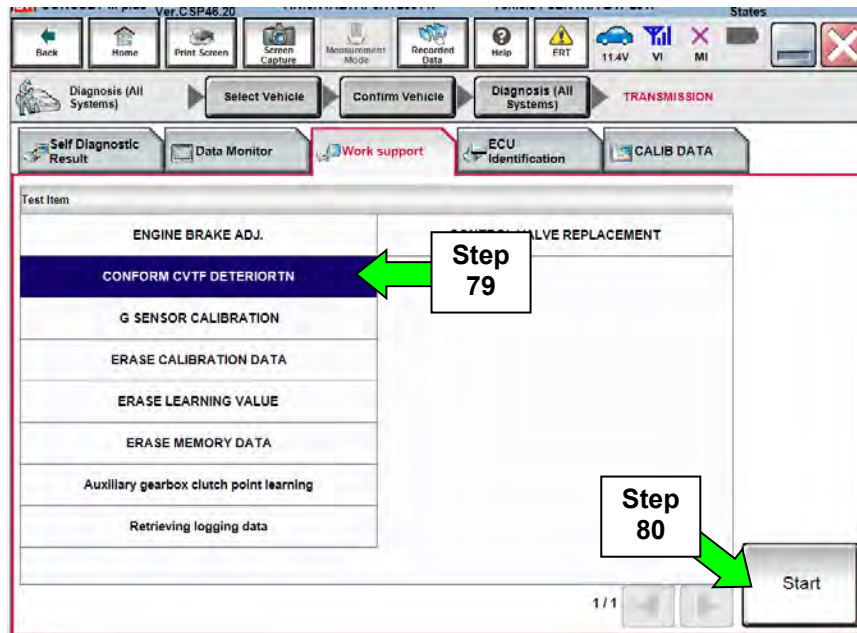 Ver.CSP46.20
States
Back
Home
Print Screen
Screen
Capture
Measurement
Mode
Recorded
Data
Help
ERT
11.4V
VI
MI
Diagnosis (All
Systems)
Select Vehicle
Confirm Vehicle
Diagnosis (All
Systems)
TRANSMISSION
Self Diagnostic
Result
Data Monitor
Work support
ECU
Identification
CALIB DATA
Test Item
ENGINE BRAKE ADJ.
REPLACEMENT
Step
79
CONFORM CVTF DETERIORTN
G SENSOR CALIBRATION
ERASE CALIBRATION DATA
ERASE LEARNING VALUE
ERASE MEMORY DATA
Auxiliary gearbox clutch point learning
Retrieving logging data
Step
80
Start
1/1